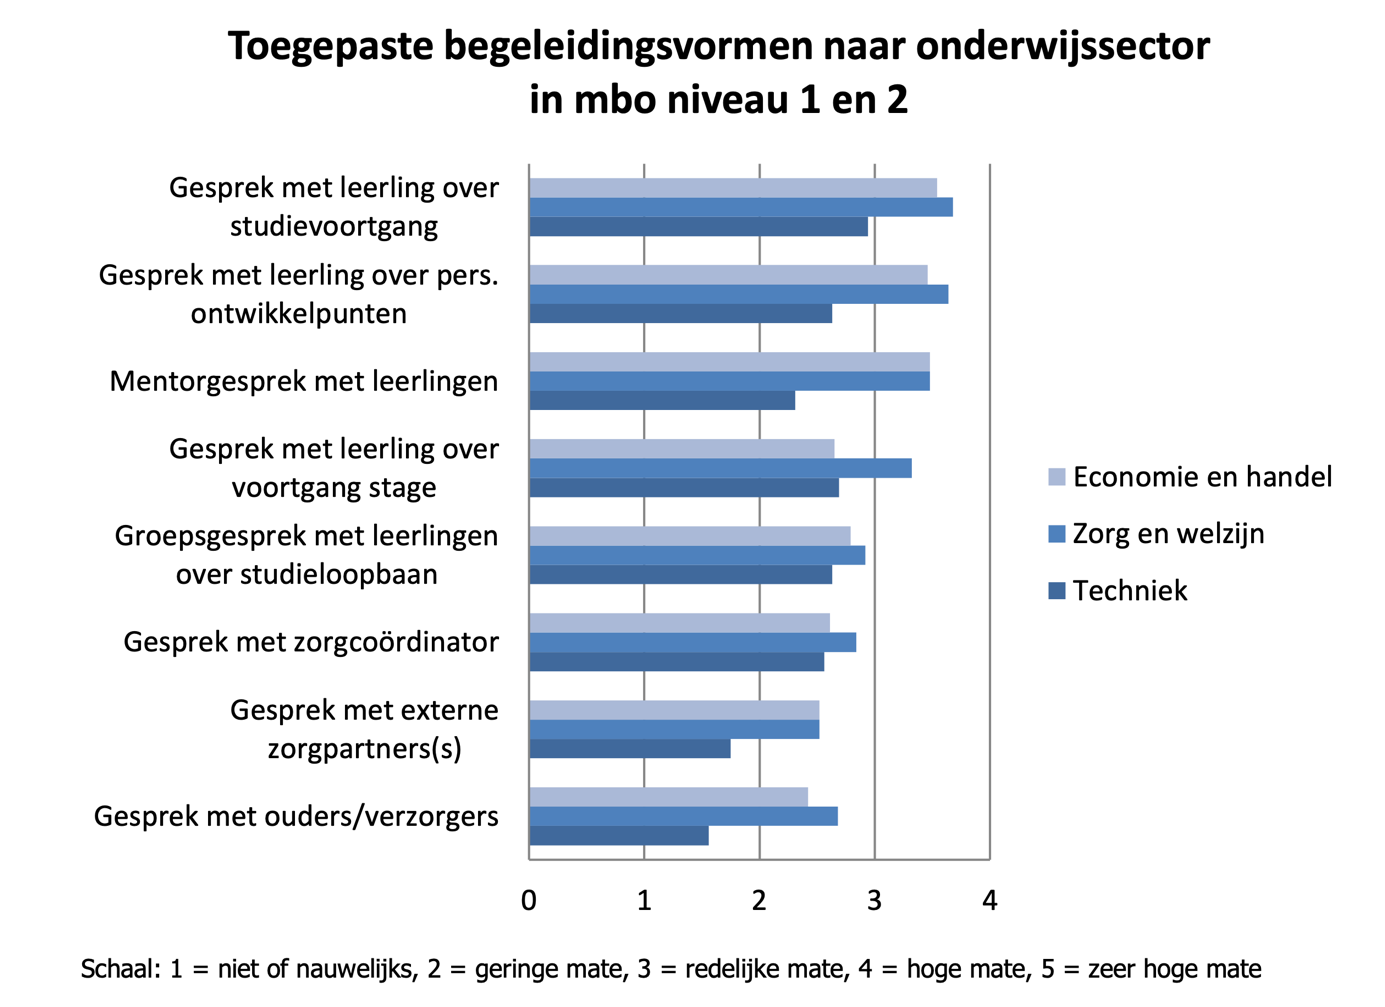 Toegepaste begeleidingsvormen naar onderwijssector
in mbo niveau 1 en 2
Gesprek met leerling over
studievoortgang
Gesprek met leerling over pers.
ontwikkelpunten
Mentorgesprek met leerlingen
Gesprek met leerling over
voortgang stage
Groepsgesprek met leerlingen
over studieloopbaan
Gesprek met zorgcoördinator
Gesprek met externe
zorgpartners(s)
Gesprek met ouders/verzorgers
0 1 2 3 4
Economie en handel
Zorg en welzijn
Techniek
Schaal: 1 = niet of nauwelijks, 2 = geringe mate, 3 = redelijke mate, 4 = hoge mate, 5 = zeer hoge mate